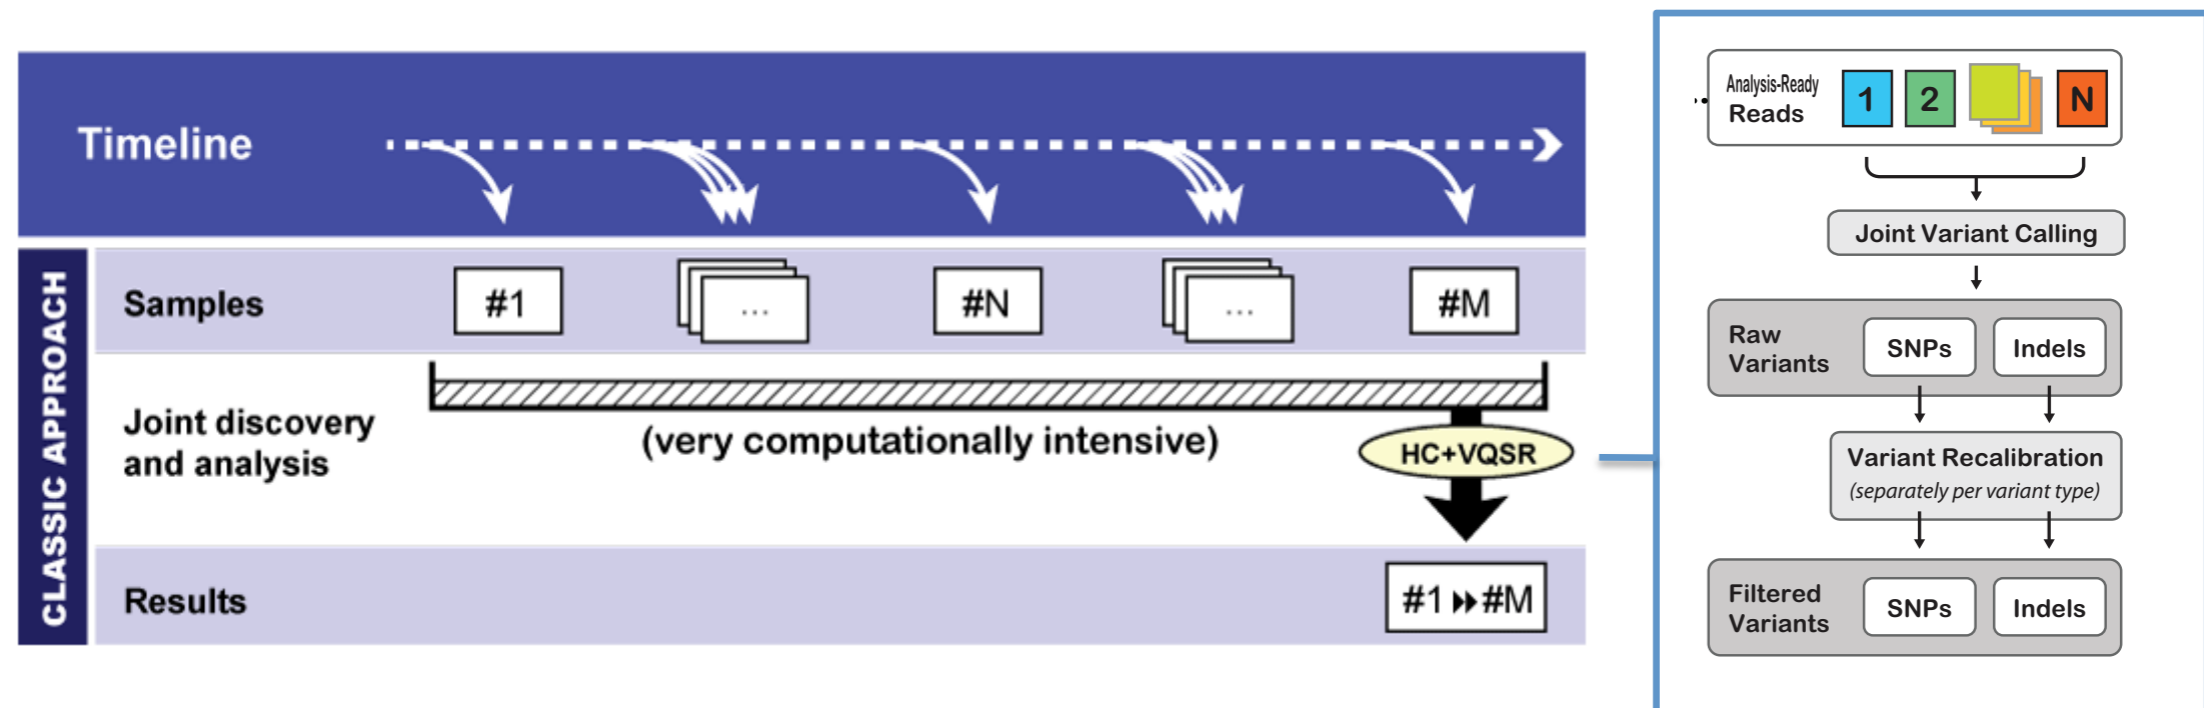 Timeline
CLASSIC APPROACH
Samples
#1
...
#N
...
#M
Joint discovery
and analysis
(very computationally intensive)
HC+VQSR
Results
#1 ▸▸ #M
Analysis-Ready
Reads
1
2
N
Joint Variant Calling
Raw
Variants
SNPs
Indels
Variant Recalibration
(separately per variant type)
Filtered
Variants
SNPs
Indels